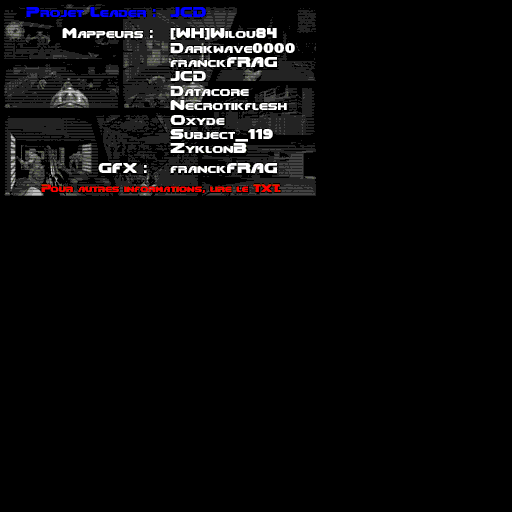 Projet Leader : JCD
Mappeurs : [WH]Wilou84
Darkwave0000
franckFRAG
JCD
Datacore
Necrotikflesh
Oxyde
Subject_119
ZyklonB
GFX : franckFRAG
Pour autres informations, lire le TXT.